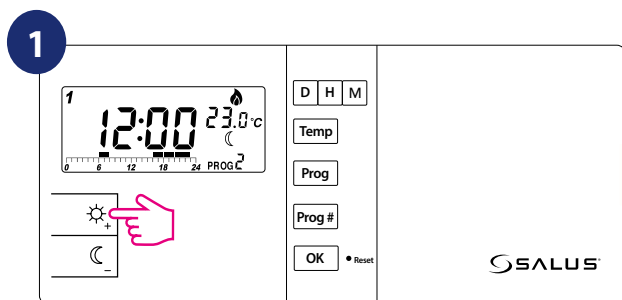 1
1
12:00
23.0°C
0 6 12 18 24
PROG 2
+
-
D H M
Temp
Prog
Prog #
OK
Reset
SALUS